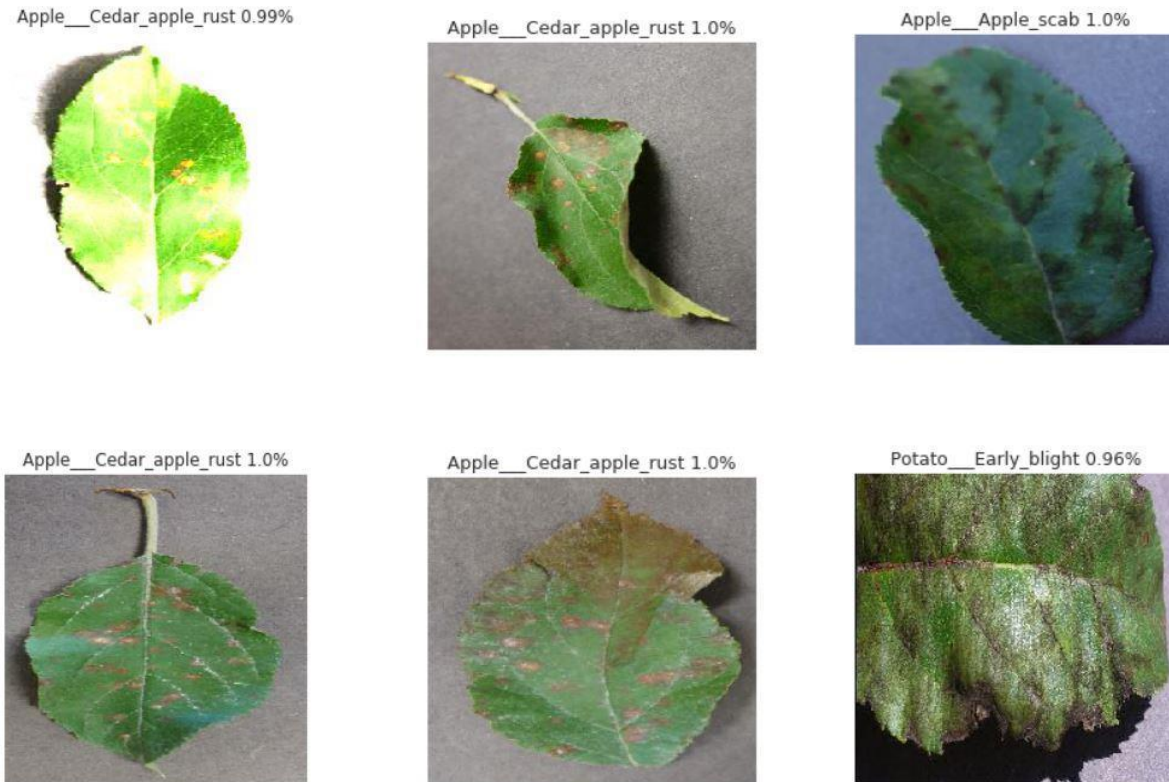 Apple___Cedar_apple_rust 0.99%
Apple___Cedar_apple_rust 1.0%
Apple___Apple_scab 1.0%
Apple___Cedar_apple_rust 1.0%
Apple___Cedar_apple_rust 1.0%
Potato___Early_blight 0.96%